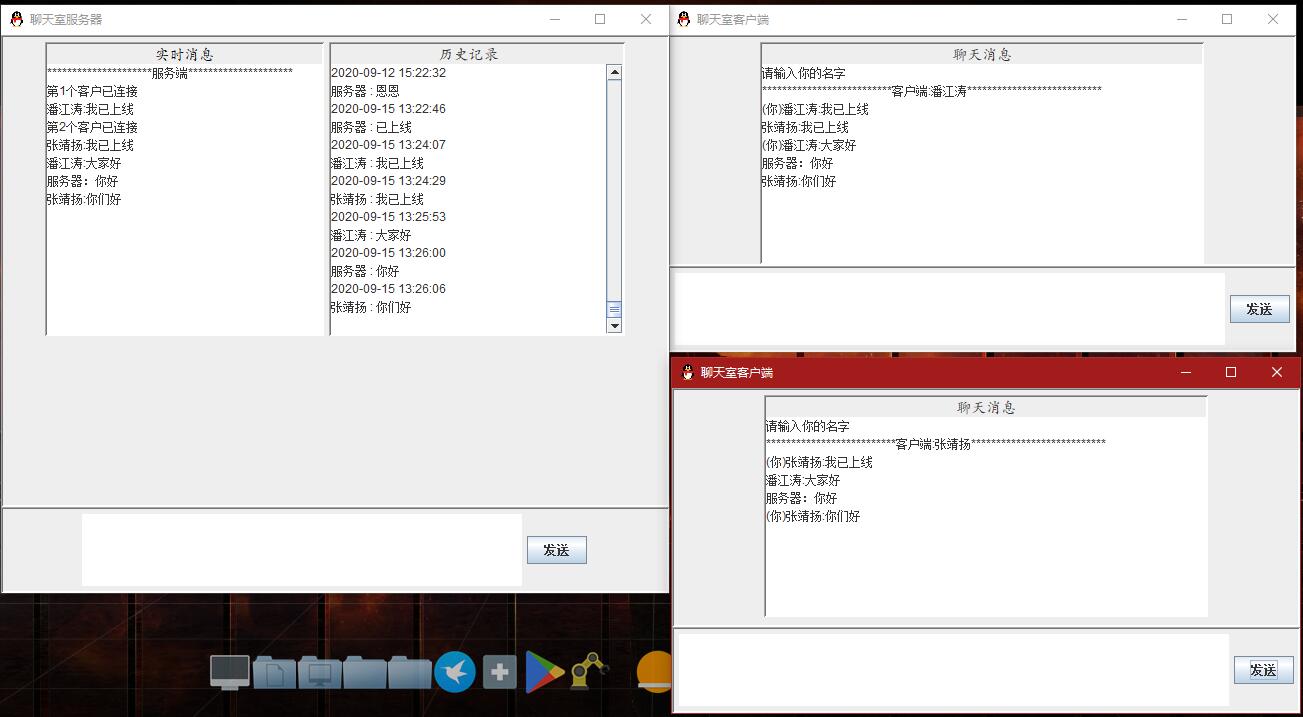 聊天室服务器
实时消息
*********************服务端*********************
第1个客户已连接
潘江涛:我已上线
第2个客户已连接
张靖扬:我已上线
潘江涛:大家好
服务器：你好
张靖扬:你们好
历史记录
2020-09-12 15:22:32
服务器 : 恩恩
2020-09-15 13:22:46
服务器 : 已上线
2020-09-15 13:24:07
潘江涛 : 我已上线
2020-09-15 13:24:29
张靖扬 : 我已上线
2020-09-15 13:25:53
潘江涛 : 大家好
2020-09-15 13:26:00
服务器 : 你好
2020-09-15 13:26:06
张靖扬 : 你们好
发送
聊天室客户端
聊天消息
请输入你的名字
**************************客户端:潘江涛***************************
(你)潘江涛:我已上线
张靖扬:我已上线
(你)潘江涛:大家好
服务器：你好
张靖扬:你们好
发送
聊天室客户端
聊天消息
请输入你的名字
**************************客户端:张靖扬***************************
(你)张靖扬:我已上线
潘江涛:大家好
服务器：你好
(你)张靖扬:你们好
发送